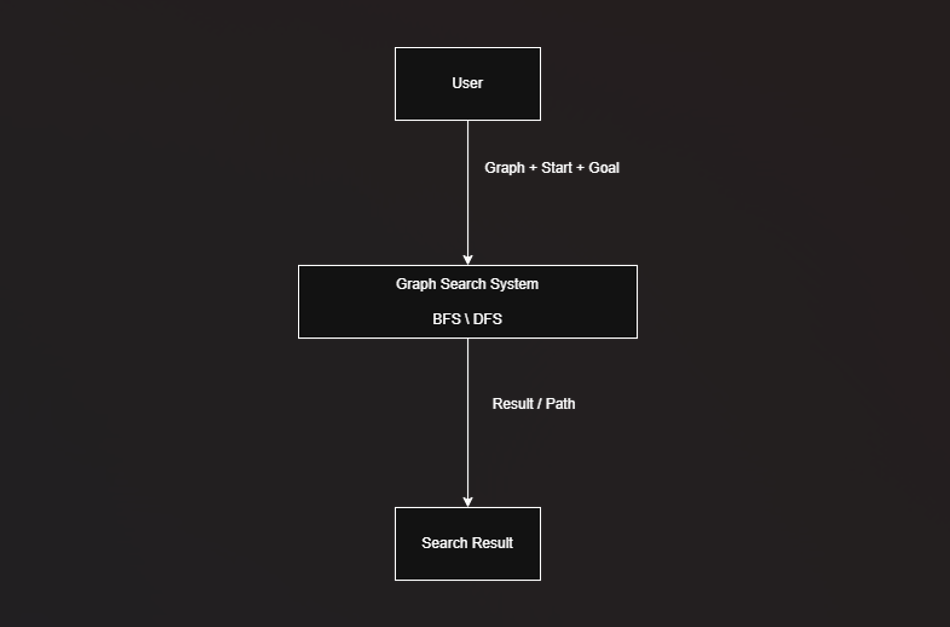 User
Graph + Start + Goal
Graph Search System
BFS \ DFS
Result / Path
Search Result